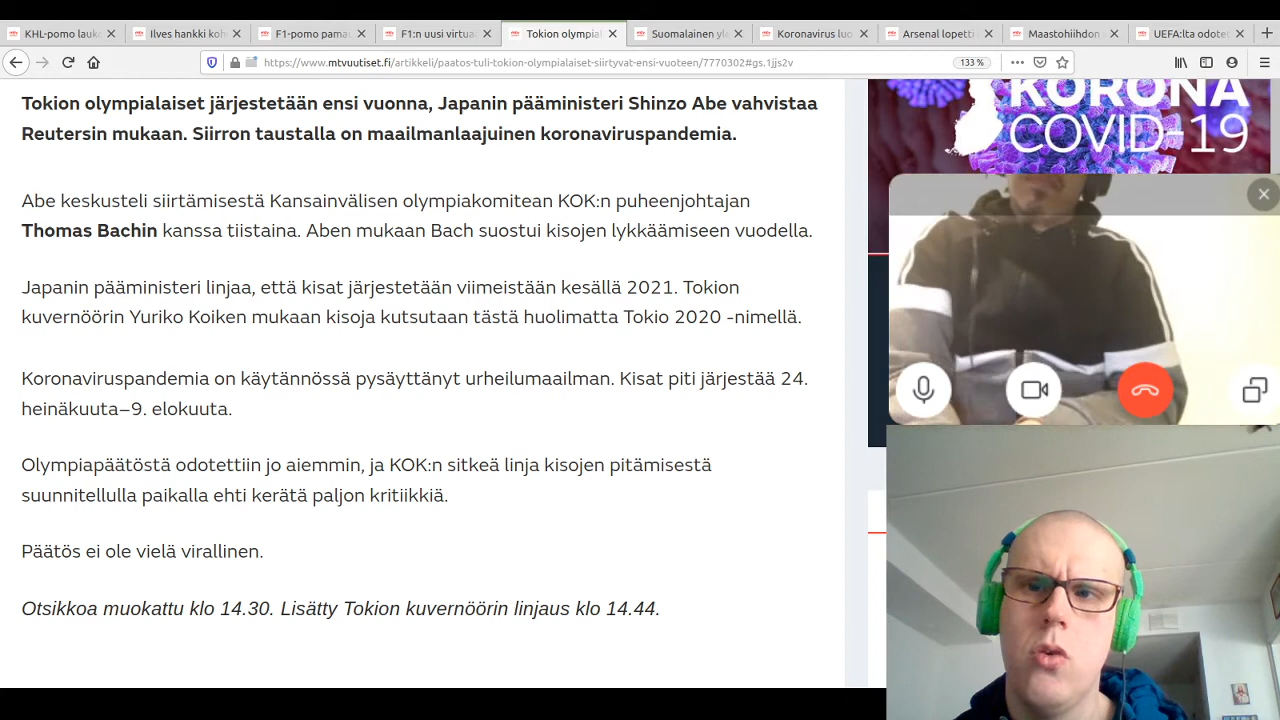 KHL-pomo lauko
Ilves hankki koh
F1-pomo pama
F1:n uusi virtua
Tokion olympial
Suomalainen yle
Koronavirus luo
Arsenal lopetti
Maastohiihdon
UEFA:lta odotet
https://www.mtvuutiset.fi/artikkeli/paatos-tuli-tokion-olympialaiset-siirtyvat-ensi-vuoteen/7770302#gs.1jjs2v
133 %
Tokion olympialaiset järjestetään ensi vuonna, Japanin pääministeri Shinzo Abe vahvistaa
Reutersin mukaan. Siirron taustalla on maailmanlaajuinen koronaviruspandemia.
Abe keskusteli siirtämisestä Kansainvälisen olympiakomitean KOK:n puheenjohtajan
Thomas Bachin kanssa tiistaina. Aben mukaan Bach suostui kisojen lykkäämiseen vuodella.
Japanin pääministeri linjaa, että kisat järjestetään viimeistään kesällä 2021. Tokion
kuvernöörin Yuriko Koiken mukaan kisoja kutsutaan tästä huolimatta Tokio 2020 -nimellä.
Koronaviruspandemia on käytännössä pysäyttänyt urheilumaailman. Kisat piti järjestää 24.
heinäkuuta–9. elokuuta.
Olympiapäätöstä odotettiin jo aiemmin, ja KOK:n sitkeä linja kisojen pitämisestä
suunnitellulla paikalla ehti kerätä paljon kritiikkiä.
Päätös ei ole vielä virallinen.
Otsikkoa muokattu klo 14.30. Lisätty Tokion kuvernöörin linjaus klo 14.44.
KORONA
COVID-19